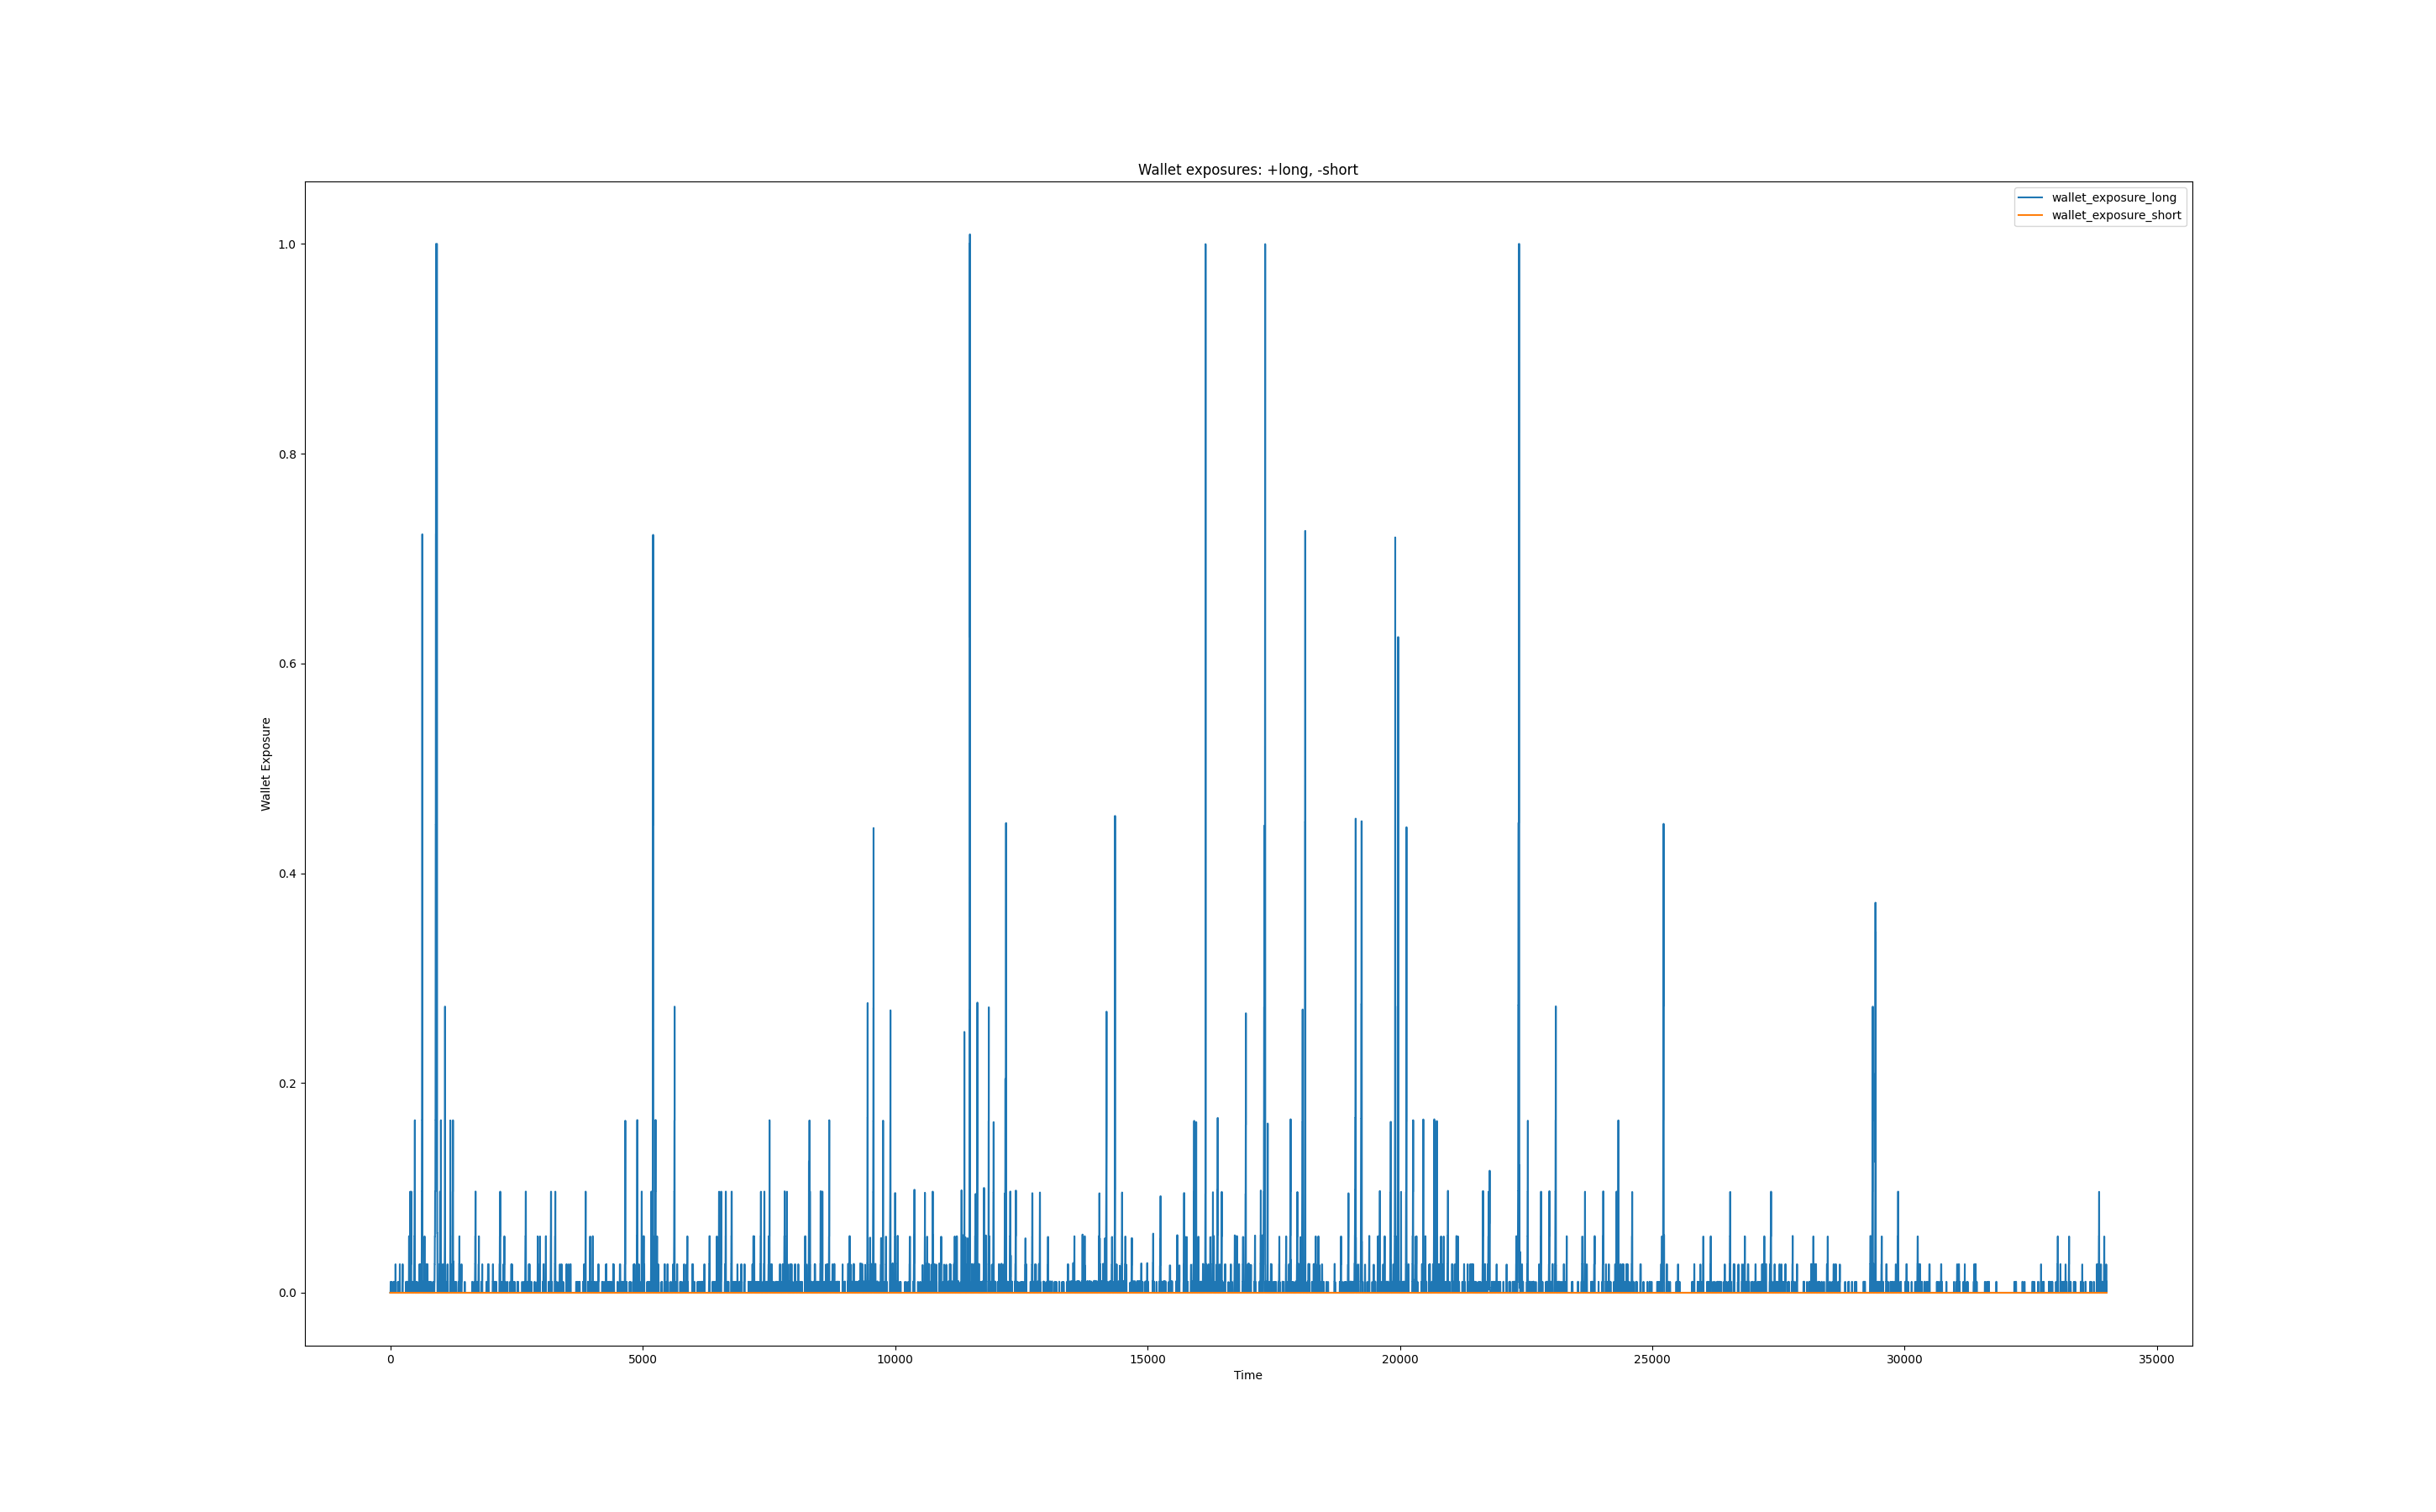 Wallet exposures: +long, -short
wallet_exposure_long
wallet_exposure_short
1.0
0.8
0.6
0.4
0.2
0.0
Wallet Exposure
0 5000 10000 15000 20000 25000 30000 35000
Time